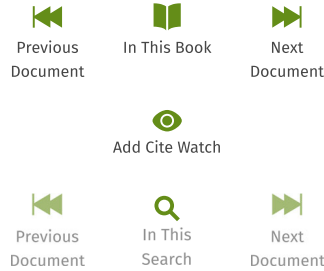 Previous Document
In This Book
Next Document
Add Cite Watch
Previous Document
In This Search
Next Document